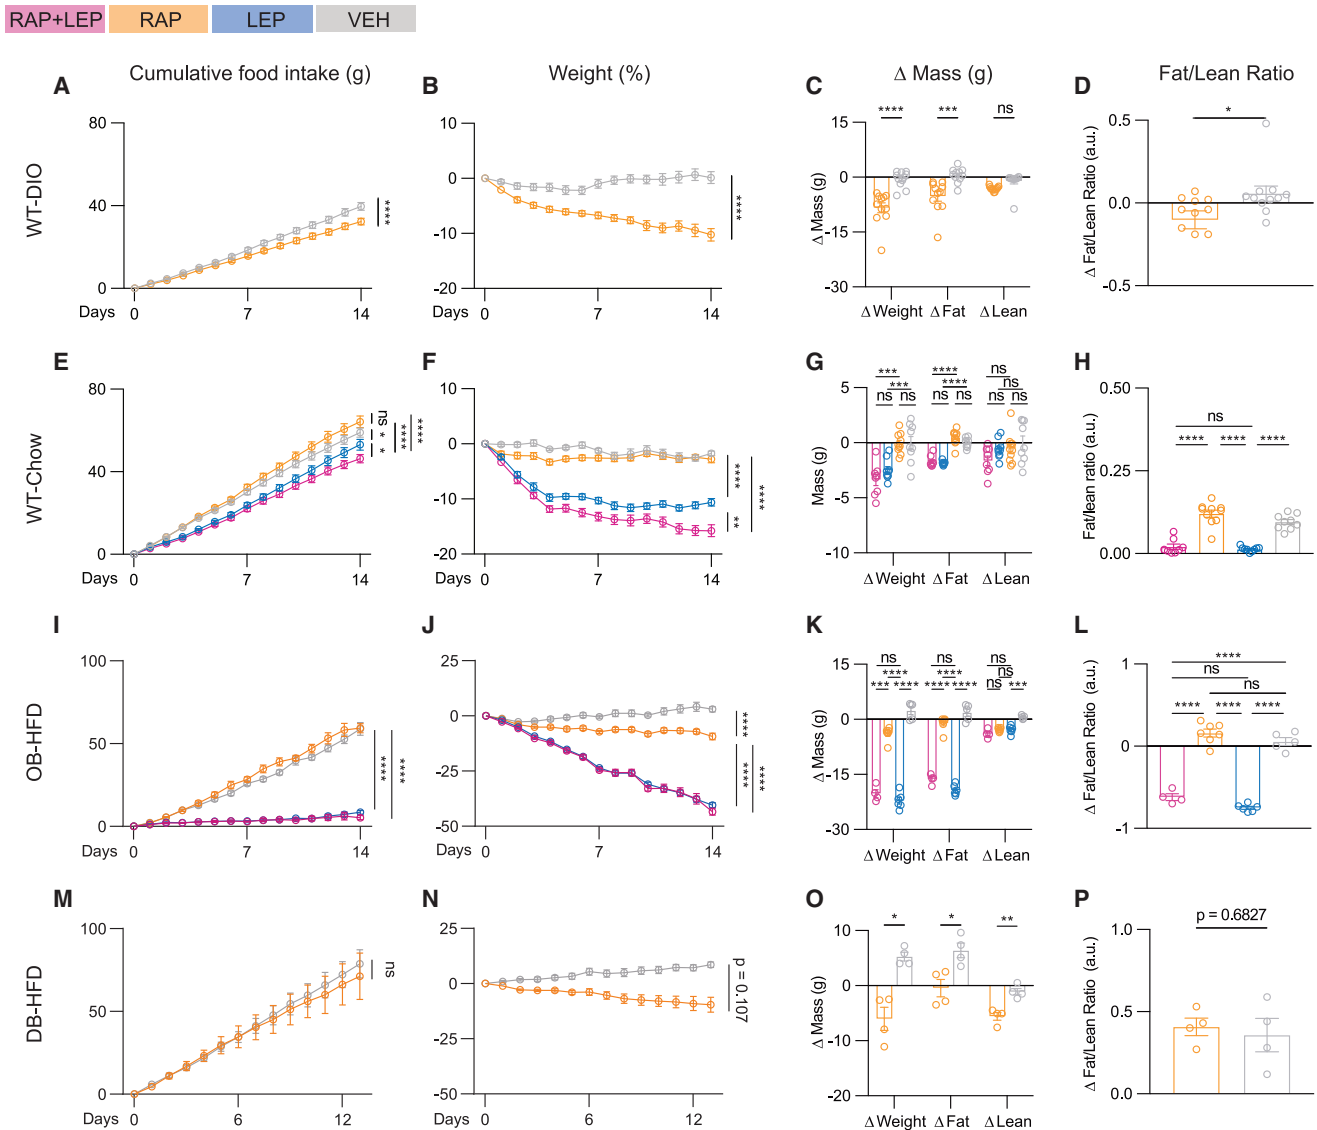 RAP+LEP RAP LEP VEH
Cumulative food intake (g) Weight (%) Δ Mass (g) Fat/Lean Ratio
WT-DIO
A
80
40
0
Days 0 7 14
****
B
10
0
-10
-20
0 7 14
****
C
Δ Mass (g)
15
0
-15
-30
**** *** ns
Δ Weight Δ Fat Δ Lean
D
Δ Fat/Lean Ratio (a.u.)
0.5
0.0
-0.5
*
WT-Chow
E
80
40
0
Days 0 7 14
ns * * **** ****
F
10
0
-10
-20
0 7 14
**** ** ****
G
Mass (g)
5
0
-5
-10
*** **** ns
*** **** ns
ns ns ns ns ns ns
Δ Weight Δ Fat Δ Lean
H
Fat/lean ratio (a.u.)
0.50
0.25
0.00
ns
**** **** ****
OB-HFD
I
100
50
0
Days 0 7 14
**** ****
J
25
0
-25
-50
0 7 14
**** **** ****
K
Δ Mass (g)
15
0
-15
-30
ns ns ns
**** **** ns
*** **** **** **** ns ***
Δ Weight Δ Fat Δ Lean
L
Δ Fat/Lean Ratio (a.u.)
1
0
-1
****
ns
ns
**** **** ****
DB-HFD
M
100
50
0
Days 0 6 12
ns
N
25
0
-25
-50
0 6 12
p = 0.107
O
Δ Mass (g)
10
0
-10
-20
* * **
Δ Weight Δ Fat Δ Lean
P
Δ Fat/Lean Ratio (a.u.)
1.0
0.5
0.0
p = 0.6827